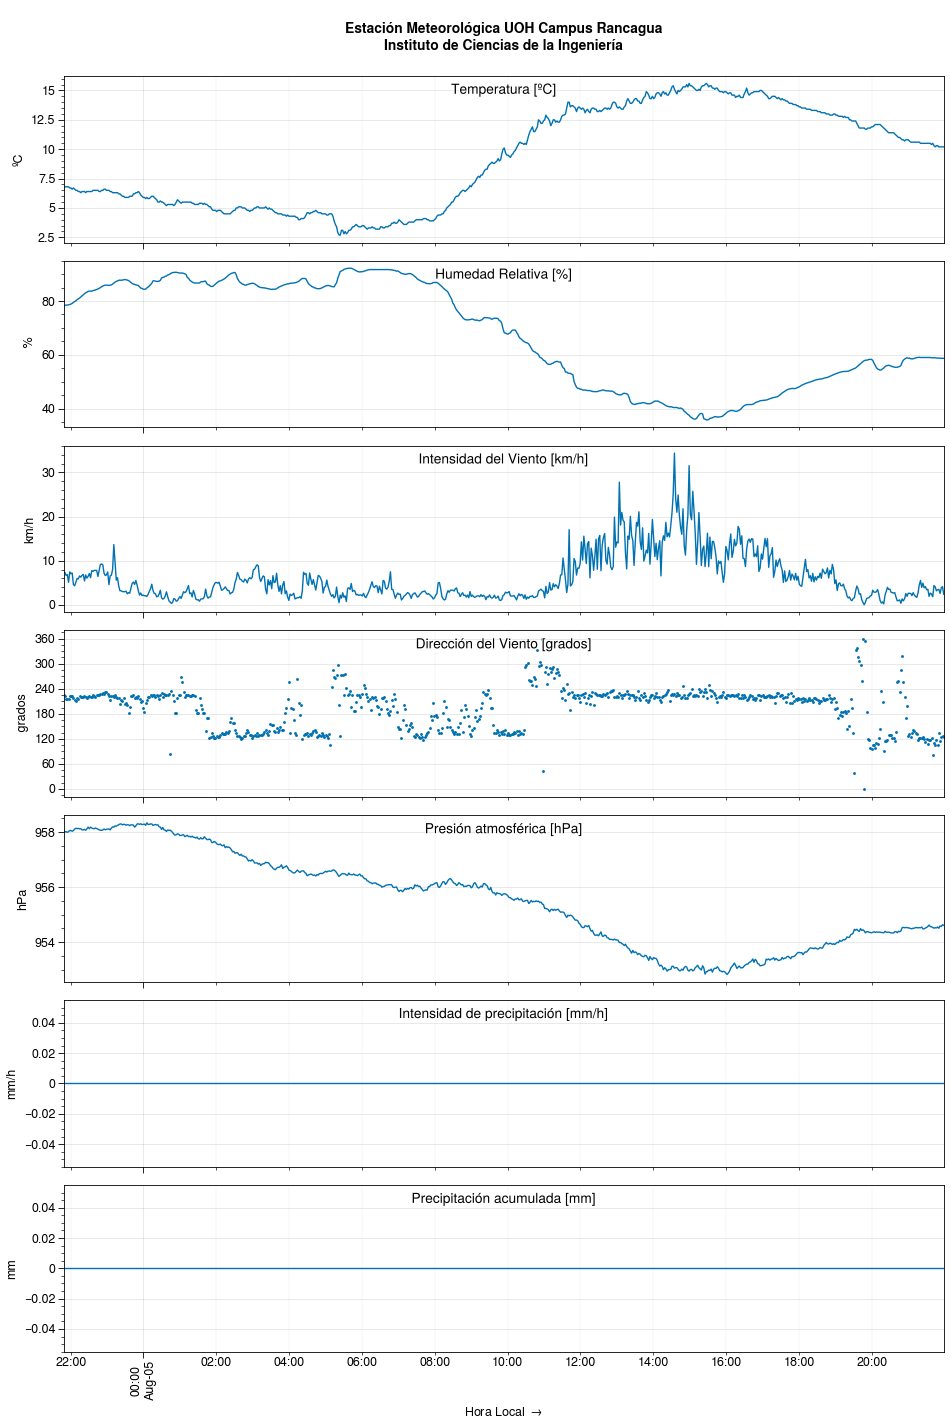 Estación Meteorológica UOH Campus Rancagua
Instituto de Ciencias de la Ingeniería
Temperatura [ºC]
15
12.5
10
7.5
5
2.5
ºC
Humedad Relativa [%]
80
60
40
%
Intensidad del Viento [km/h]
30
20
10
0
km/h
Dirección del Viento [grados]
360
300
240
180
120
60
0
grados
Presión atmosférica [hPa]
958
956
954
hPa
Intensidad de precipitación [mm/h]
0.04
0.02
0
−0.02
−0.04
mm/h
Precipitación acumulada [mm]
0.04
0.02
0
−0.02
−0.04
mm
22:00
00:00
Aug-05
02:00
04:00
06:00
08:00
10:00
12:00
14:00
16:00
18:00
20:00
Hora Local →